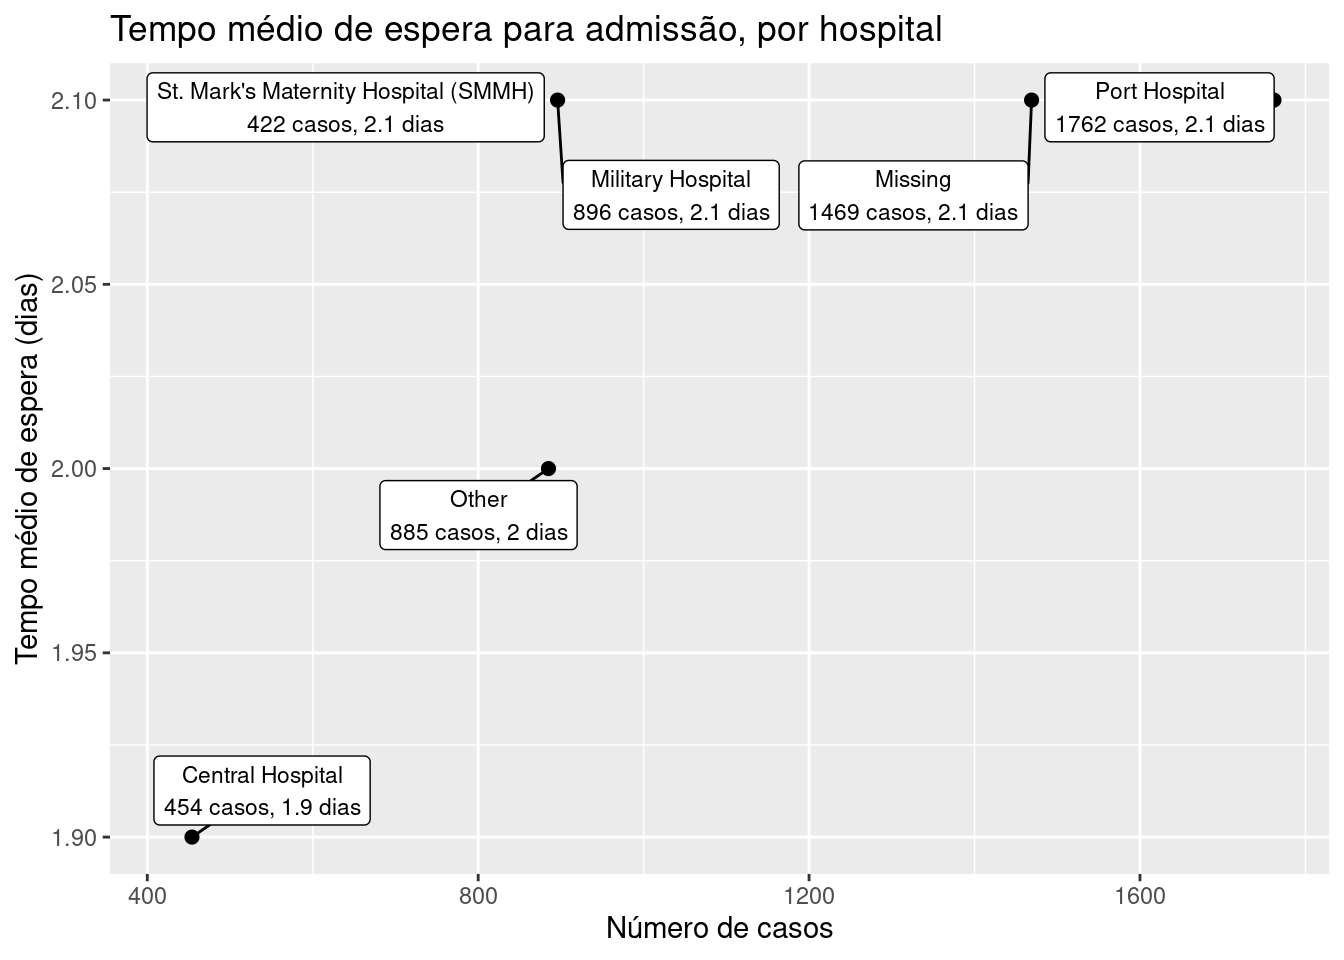 Tempo médio de espera para admissão, por hospital
St. Mark's Maternity Hospital (SMMH)
422 casos, 2.1 dias
Port Hospital
1762 casos, 2.1 dias
Military Hospital
896 casos, 2.1 dias
Missing
1469 casos, 2.1 dias
Other
885 casos, 2 dias
Central Hospital
454 casos, 1.9 dias
Tempo médio de espera (dias)
2.10
2.05
2.00
1.95
1.90
400 800 1200 1600
Número de casos